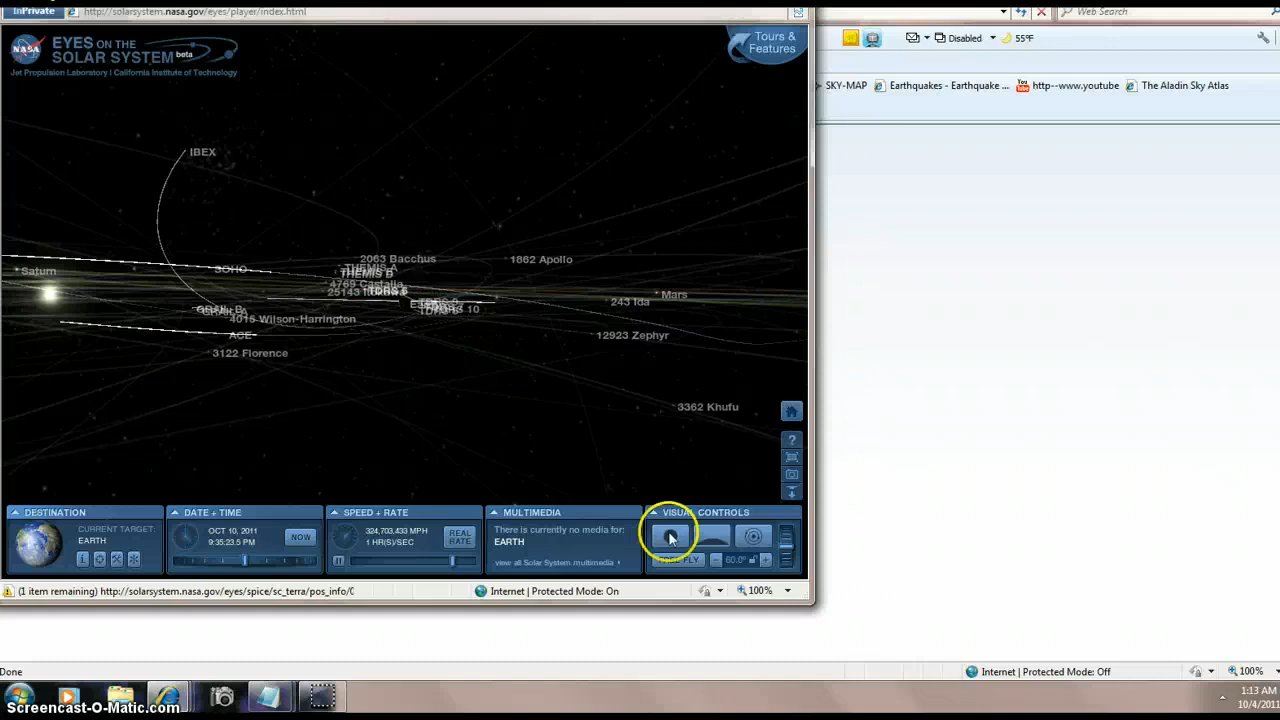 InPrivate http://solarsystem.nasa.gov/eyes/player/index.html
Web Search
NASA EYES ON THE
SOLAR SYSTEM beta
Jet Propulsion Laboratory | California Institute of Technology
Tours &
Features
Disabled 55°F
SKY-MAP Earthquakes - Earthquake ... http--www.youtube The Aladin Sky Atlas
IBEX
2063 Bacchus
1862 Apollo
THEMIS A
THEMIS B
SOHO
Saturn
Mars
243 Ida
4015 Wilson-Harrington
ACE
12923 Zephyr
3122 Florence
3362 Khufu
?
DESTINATION
CURRENT TARGET:
EARTH
DATE + TIME
OCT 10, 2011
9:35:23.5 PM
NOW
SPEED + RATE
324,703,433 MPH
1 HR(S)/SEC
REAL
RATE
MULTIMEDIA
There is currently no media for:
EARTH
view all Solar System multimedia
VISUAL CONTROLS
60.0°
(1 item remaining) http://solarsystem.nasa.gov/eyes/spice/sc_terra/pos_info/0
Internet | Protected Mode: On
100%
Done
Internet | Protected Mode: Off
100%
1:13 AM
10/4/2011
Screencast-O-Matic.com